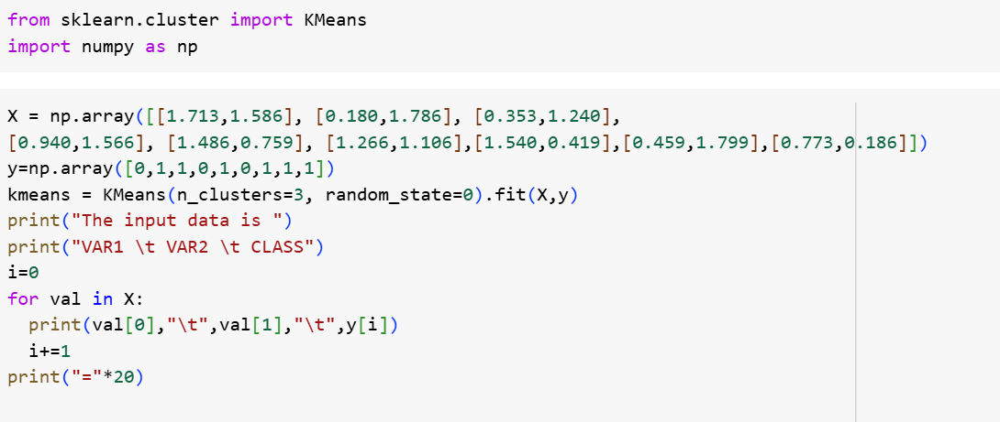 from sklearn.cluster import KMeans
import numpy as np
X = np.array([[1.713,1.586], [0.180,1.786], [0.353,1.240],
[0.940,1.566], [1.486,0.759], [1.266,1.106],[1.540,0.419],[0.459,1.799],[0.773,0.186]])
y=np.array([0,1,1,0,1,0,1,1,1])
kmeans = KMeans(n_clusters=3, random_state=0).fit(X,y)
print("The input data is ")
print("VAR1 \t VAR2 \t CLASS")
i=0
for val in X:
  print(val[0],"\t",val[1],"\t",y[i])
  i+=1
print("="*20)